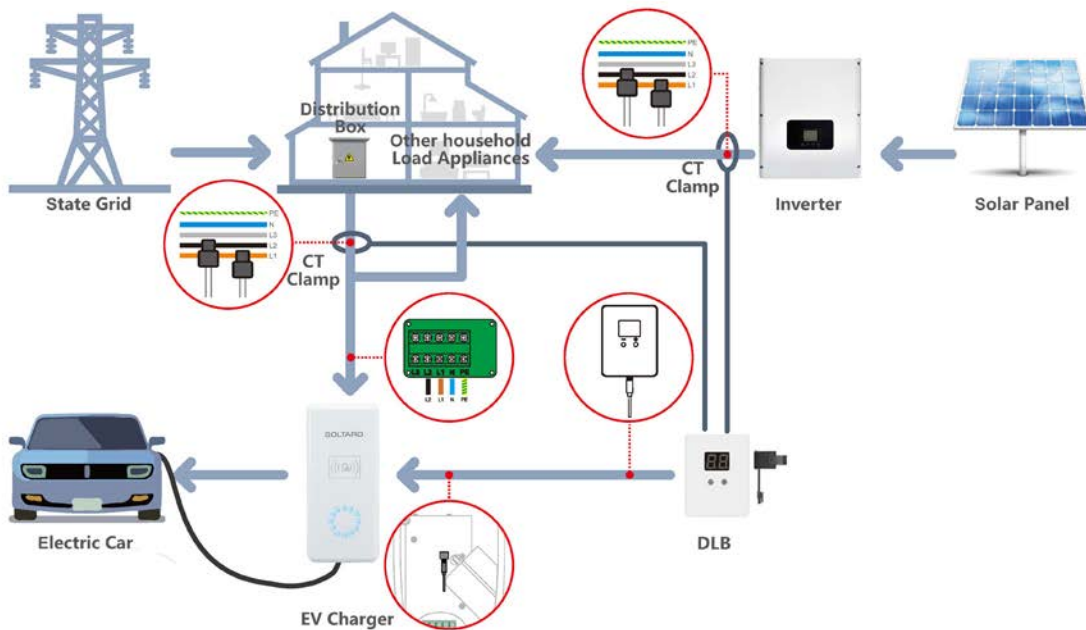 PE
N
L3
L2
L1
Distribution
Box
Other household
Load Appliances
CT
Clamp
State Grid
Inverter
Solar Panel
PE
N
L3
L2
L1
CT
Clamp
L3 L2 L1 N PE
L2 L1 N PE
SOLTARO
88
Electric Car
EV Charger
DLB